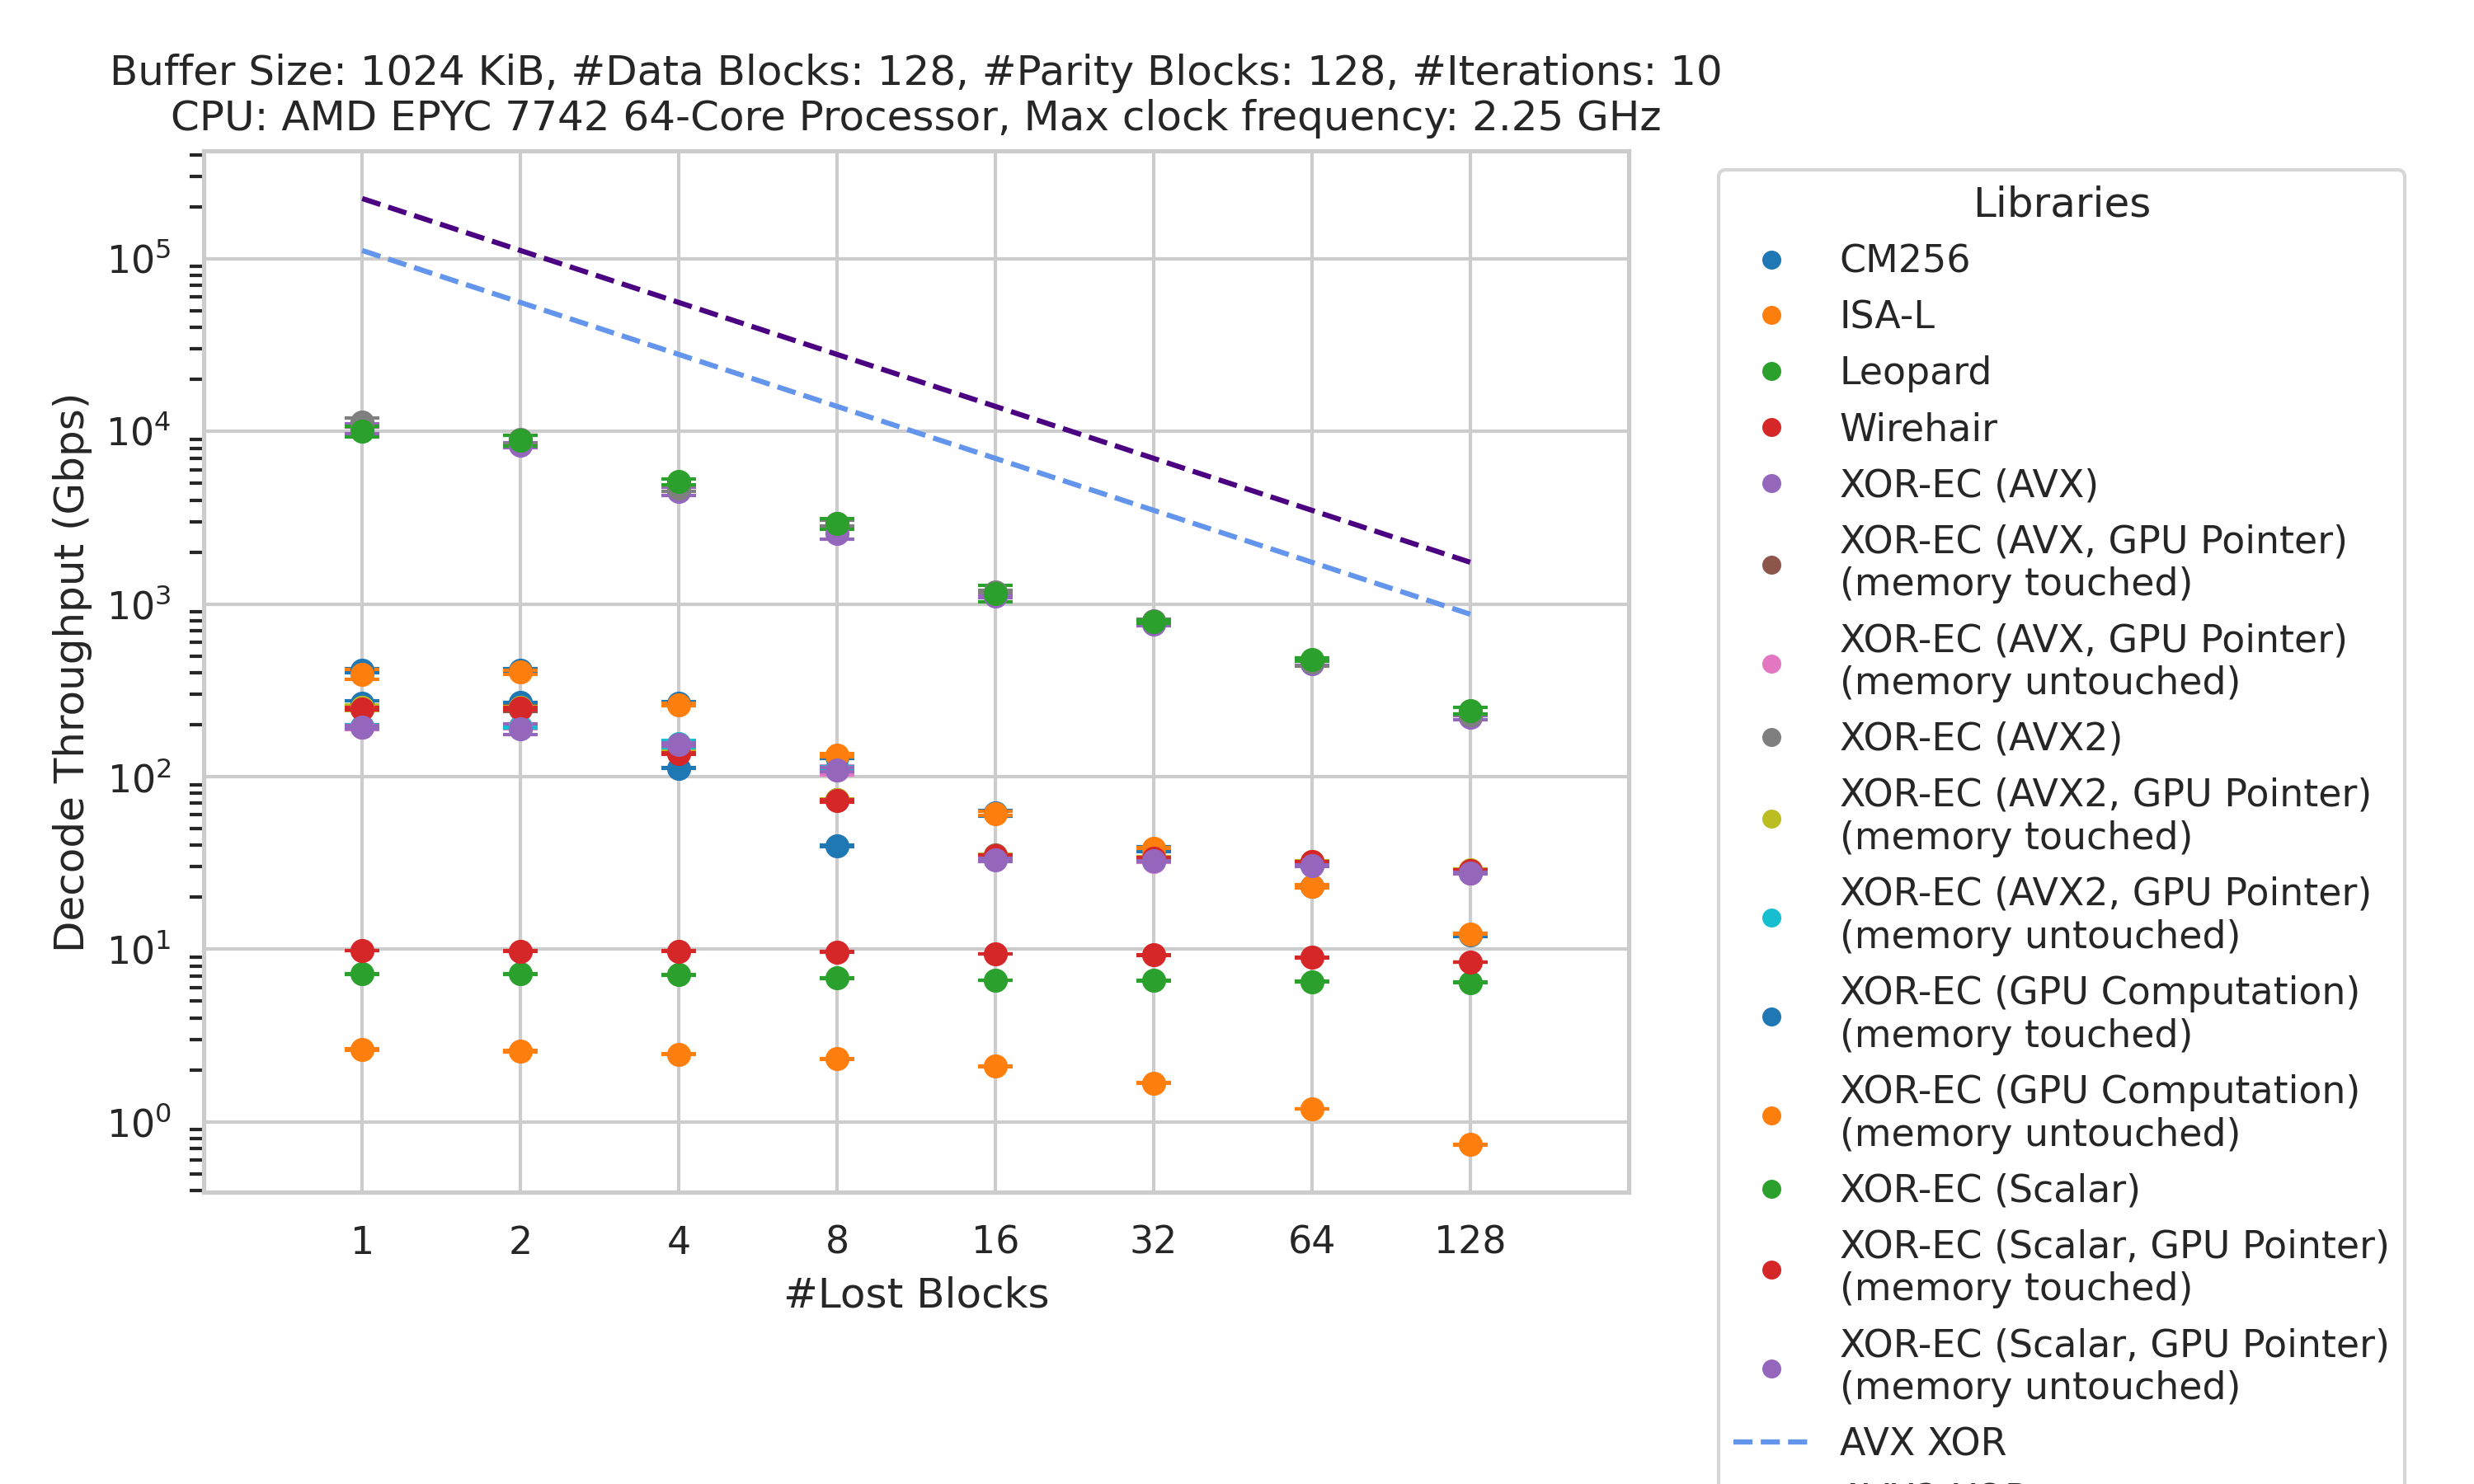 Buffer Size: 1024 KiB, #Data Blocks: 128, #Parity Blocks: 128, #Iterations: 10
CPU: AMD EPYC 7742 64-Core Processor, Max clock frequency: 2.25 GHz
Decode Throughput (Gbps)
10^5
10^4
10^3
10^2
10^1
10^0
1 2 4 8 16 32 64 128
#Lost Blocks
Libraries
CM256
ISA-L
Leopard
Wirehair
XOR-EC (AVX)
XOR-EC (AVX, GPU Pointer)
(memory touched)
XOR-EC (AVX, GPU Pointer)
(memory untouched)
XOR-EC (AVX2)
XOR-EC (AVX2, GPU Pointer)
(memory touched)
XOR-EC (AVX2, GPU Pointer)
(memory untouched)
XOR-EC (GPU Computation)
(memory touched)
XOR-EC (GPU Computation)
(memory untouched)
XOR-EC (Scalar)
XOR-EC (Scalar, GPU Pointer)
(memory touched)
XOR-EC (Scalar, GPU Pointer)
(memory untouched)
AVX XOR